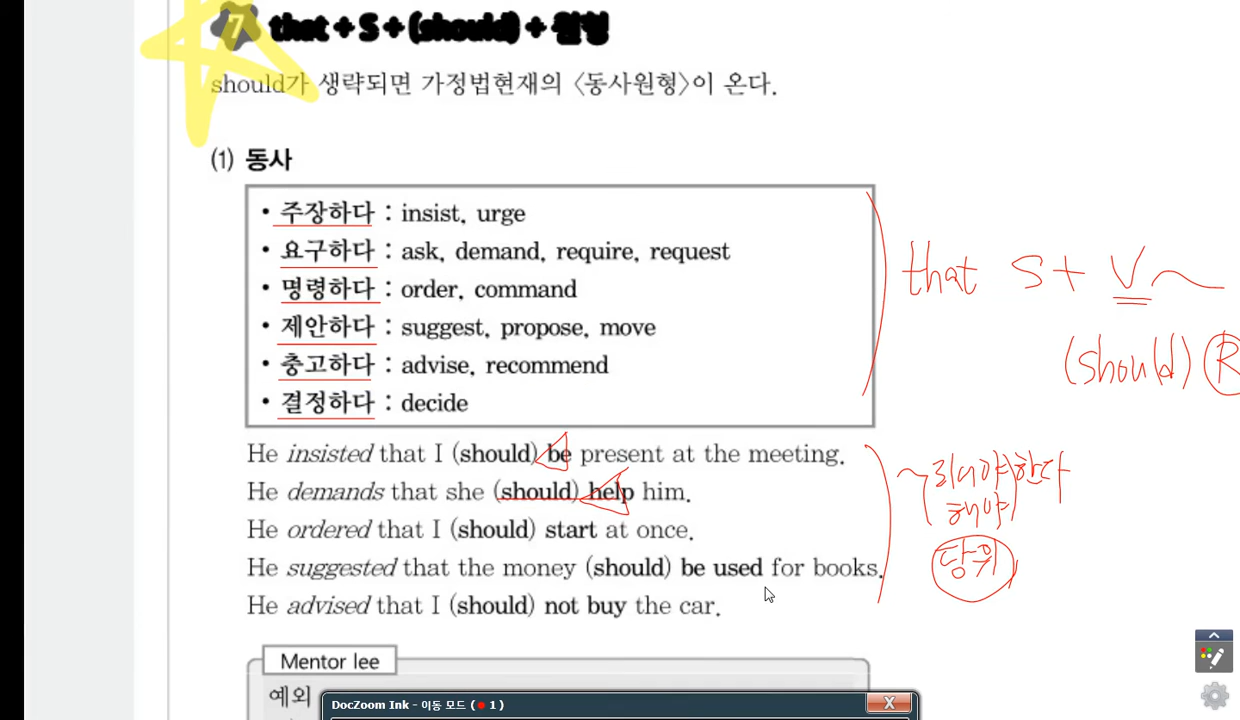 7 that + S + (should) + 원형
should가 생략되면 가정법현재의 〈동사원형〉이 온다.
(1) 동사
• 주장하다 : insist, urge
• 요구하다 : ask, demand, require, request
• 명령하다 : order, command
• 제안하다 : suggest, propose, move
• 충고하다 : advise, recommend
• 결정하다 : decide
that S + V
(should) R
He insisted that I (should) be present at the meeting.
He demands that she (should) help him.
He ordered that I (should) start at once.
He suggested that the money (should) be used for books.
He advised that I (should) not buy the car.
~ 되어야 한다
해야
당위
Mentor lee
예외
DocZoom Ink - 이동 모드 ( 1 )
X